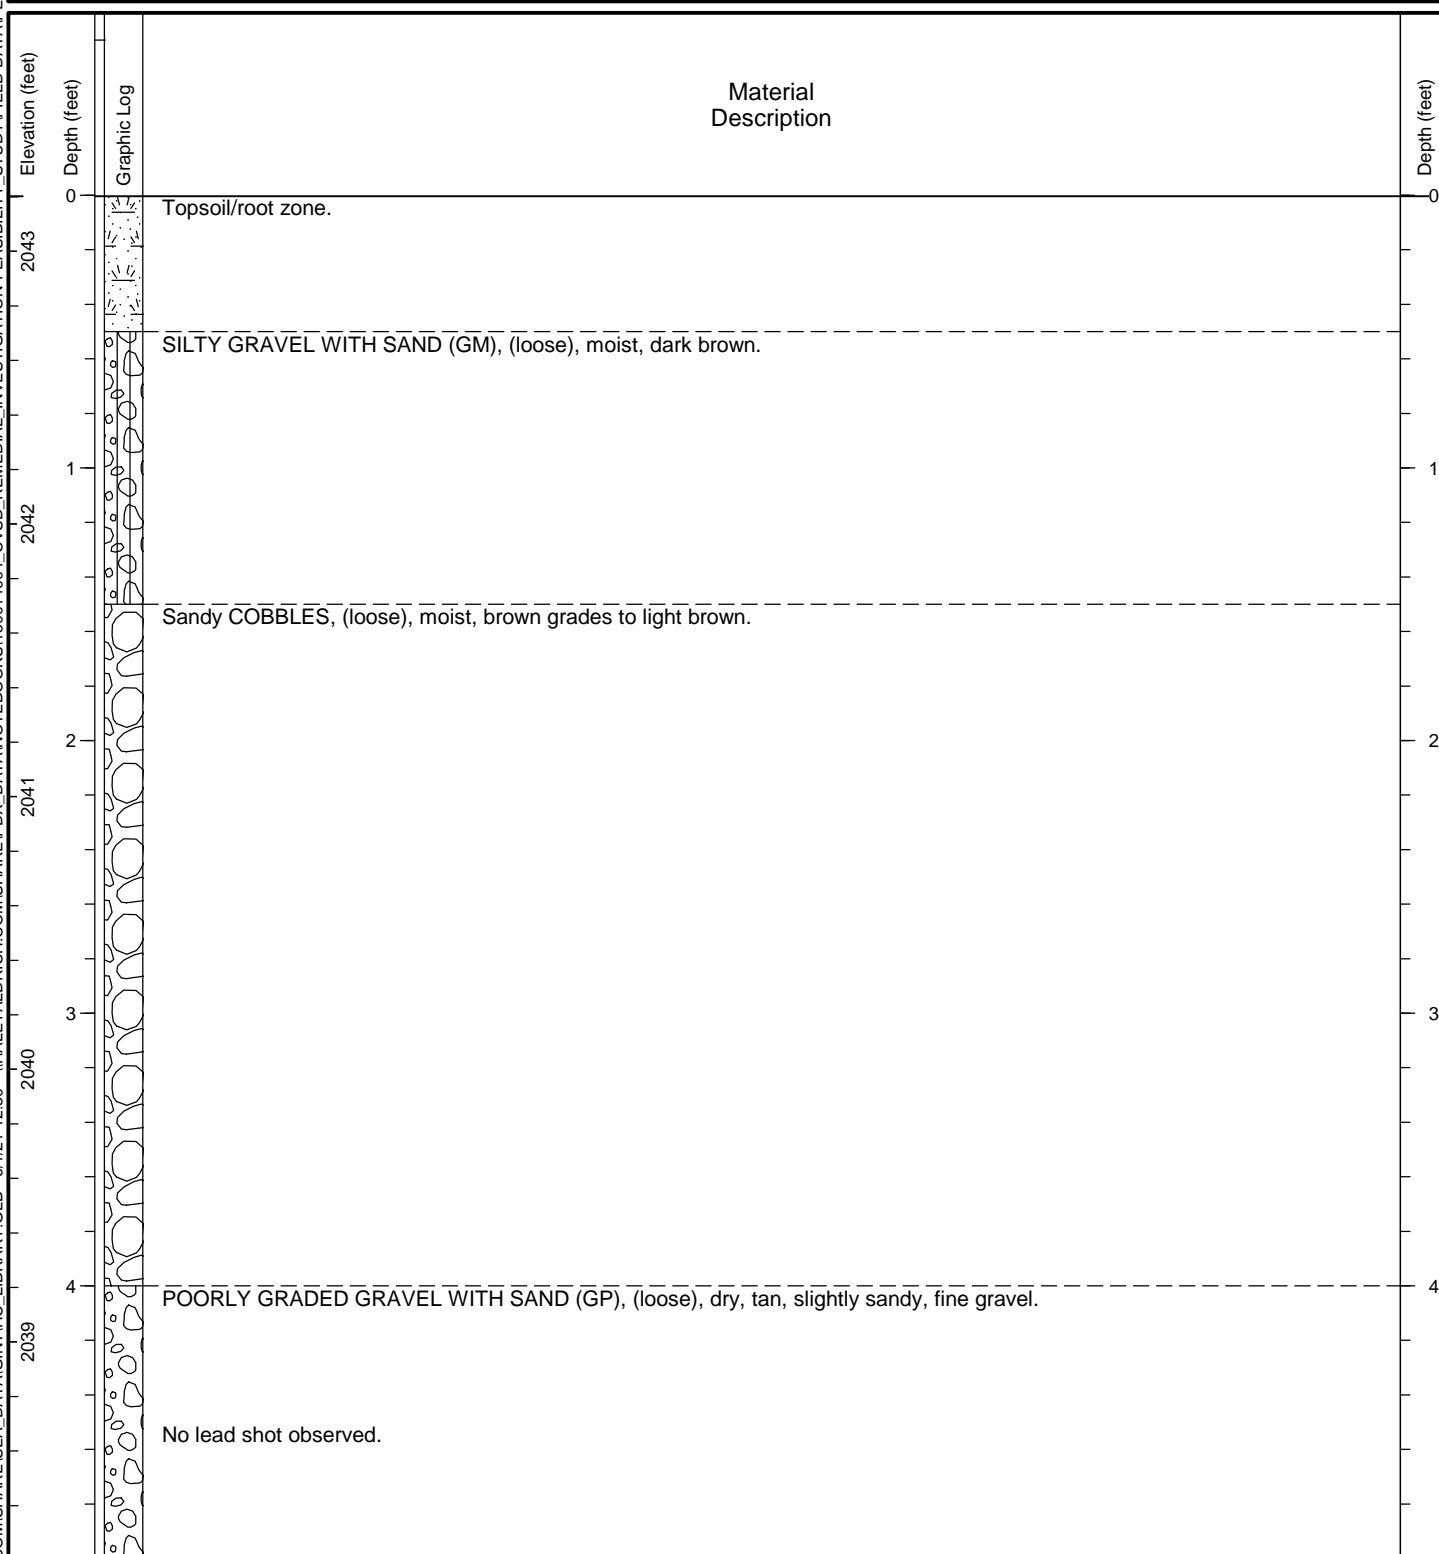 Elevation (feet)
Depth (feet)
Graphic Log
Material
Description
Depth (feet)
0
0
Topsoil/root zone.
2043
SILTY GRAVEL WITH SAND (GM), (loose), moist, dark brown.
1
1
2042
Sandy COBBLES, (loose), moist, brown grades to light brown.
2
2
2041
3
3
2040
4
4
POORLY GRADED GRAVEL WITH SAND (GP), (loose), dry, tan, slightly sandy, fine gravel.
2039
No lead shot observed.